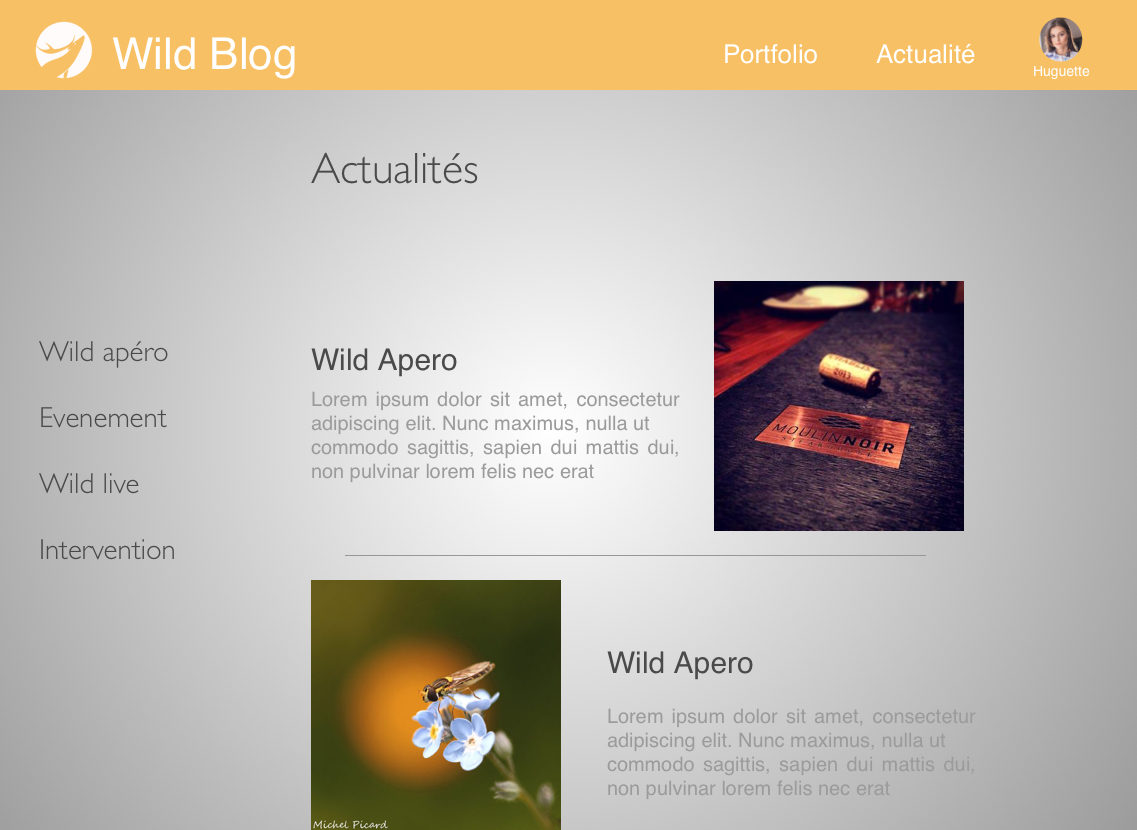 Wild Blog
Portfolio
Actualité
Huguette
Actualités
Wild apéro
Evenement
Wild live
Intervention
Wild Apero
Lorem ipsum dolor sit amet, consectetur
adipiscing elit. Nunc maximus, nulla ut
commodo sagittis, sapien dui mattis dui,
non pulvinar lorem felis nec erat
2013
MOULINNOIR
Michel Picard
Wild Apero
Lorem ipsum dolor sit amet, consectetur
adipiscing elit. Nunc maximus, nulla ut
commodo sagittis, sapien dui mattis dui,
non pulvinar lorem felis nec erat